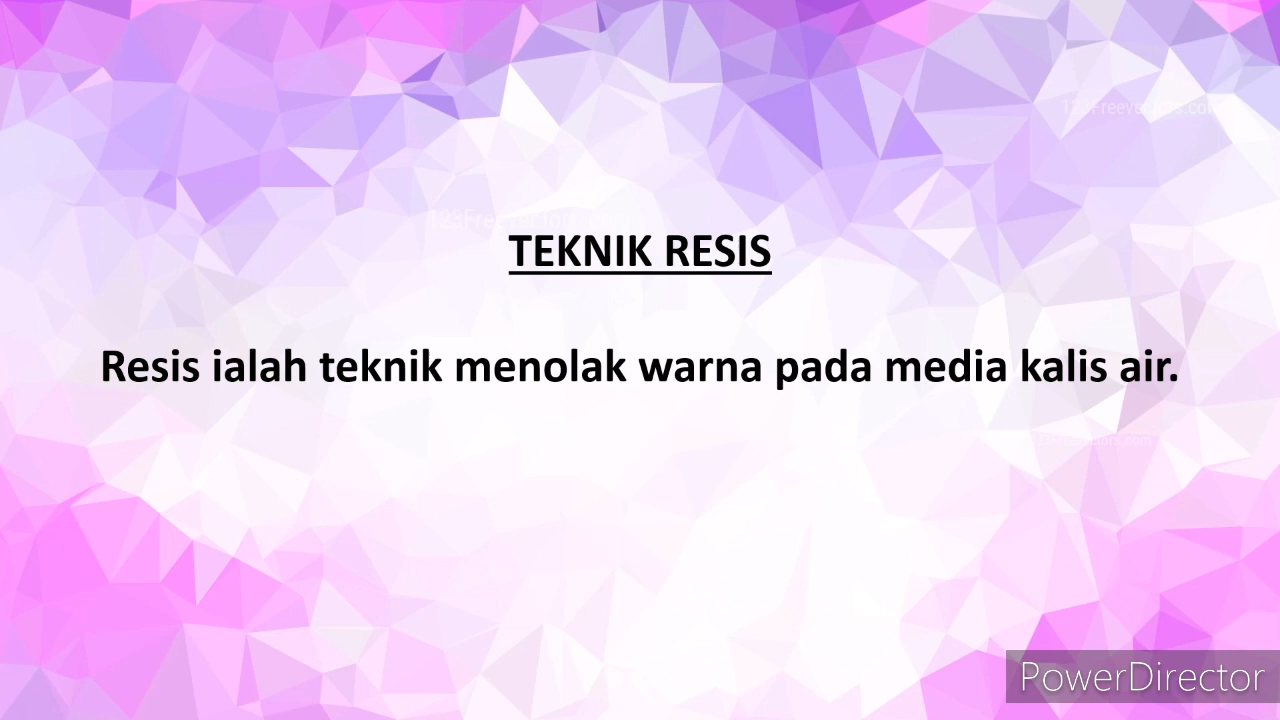 TEKNIK RESIS
Resis ialah teknik menolak warna pada media kalis air.
PowerDirector